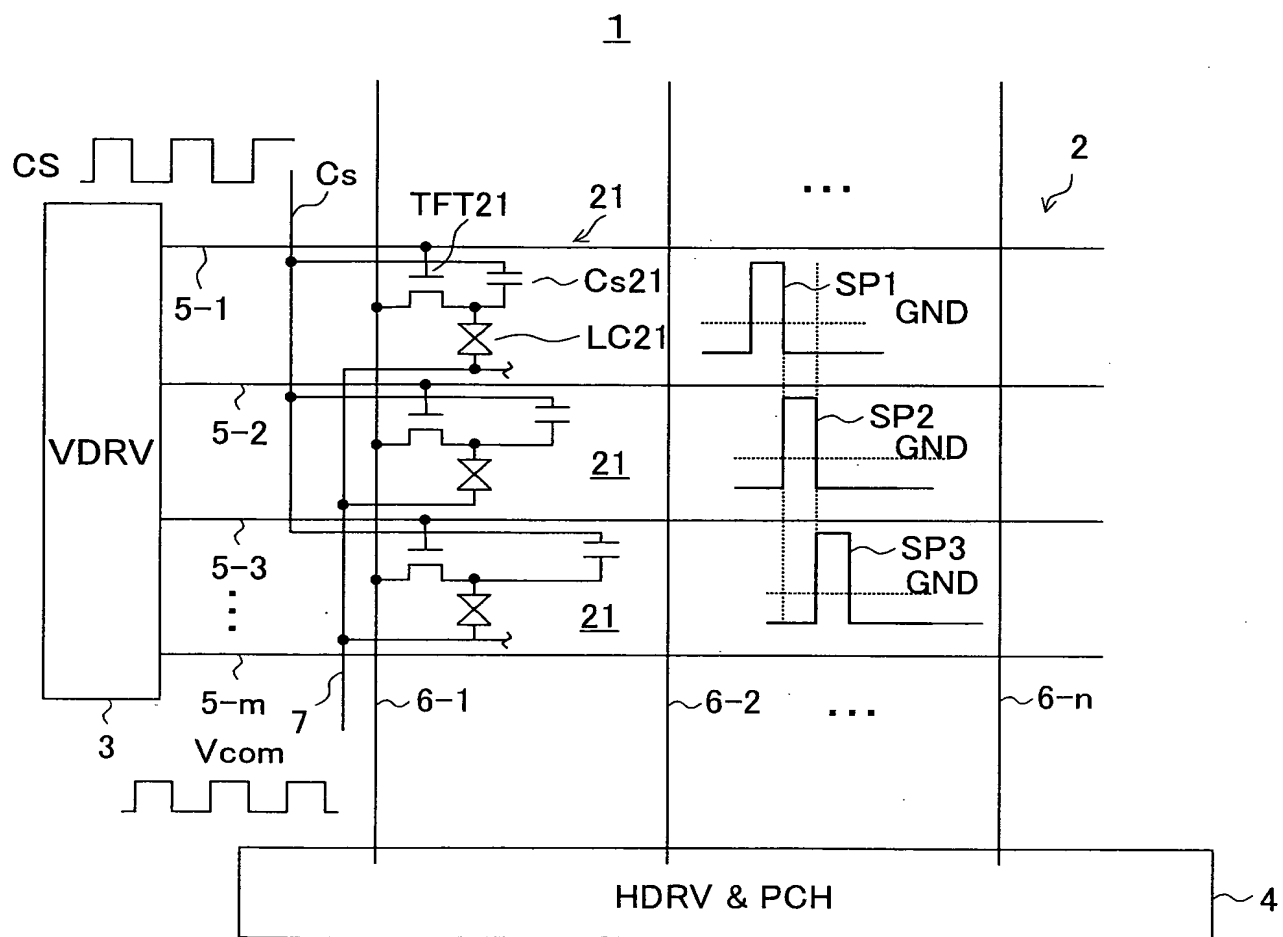 1
CS
Cs
2
...
TFT21
21
Cs21
SP1
GND
5-1
LC21
VDRV
5-2
SP2
GND
21
5-3
SP3
GND
21
5-m
7
6-1
6-2
...
6-n
3
Vcom
HDRV & PCH
4